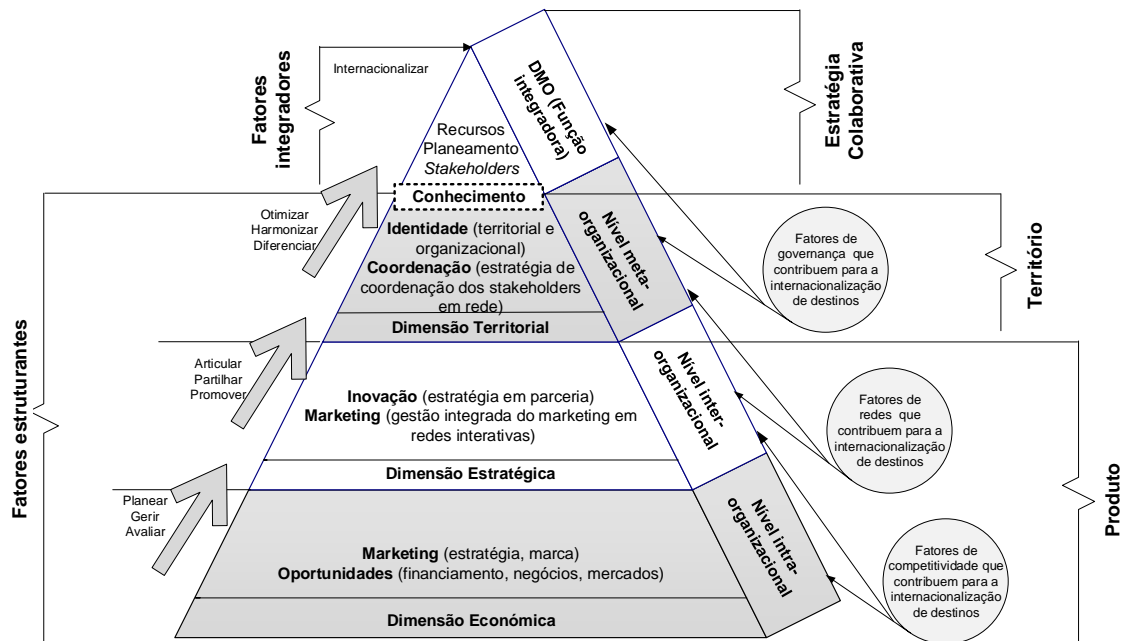 Fatores
integradores
Internacionalizar
DMO (Função
integradora)
Estratégia
Colaborativa
Recursos
Planeamento
Stakeholders
Conhecimento
Otimizar
Harmonizar
Diferenciar
Identidade (territorial e
organizacional)
Coordenação (estratégia de
coordenação dos stakeholders
em rede)
Dimensão Territorial
Nível meta-
organizacional
Fatores de
governança que
contribuem para a
internacionalização
de destinos
Território
Fatores estruturantes
Articular
Partilhar
Promover
Inovação (estratégia em parceria)
Marketing (gestão integrada do marketing em
redes interativas)
Dimensão Estratégica
Nível inter-
organizacional
Fatores de
redes que
contribuem para a
internacionalização
de destinos
Planear
Gerir
Avaliar
Marketing (estratégia, marca)
Oportunidades (financiamento, negócios, mercados)
Dimensão Económica
Nível intra-
organizacional
Fatores de
competitividade que
contribuem para a
internacionalização
de destinos
Produto